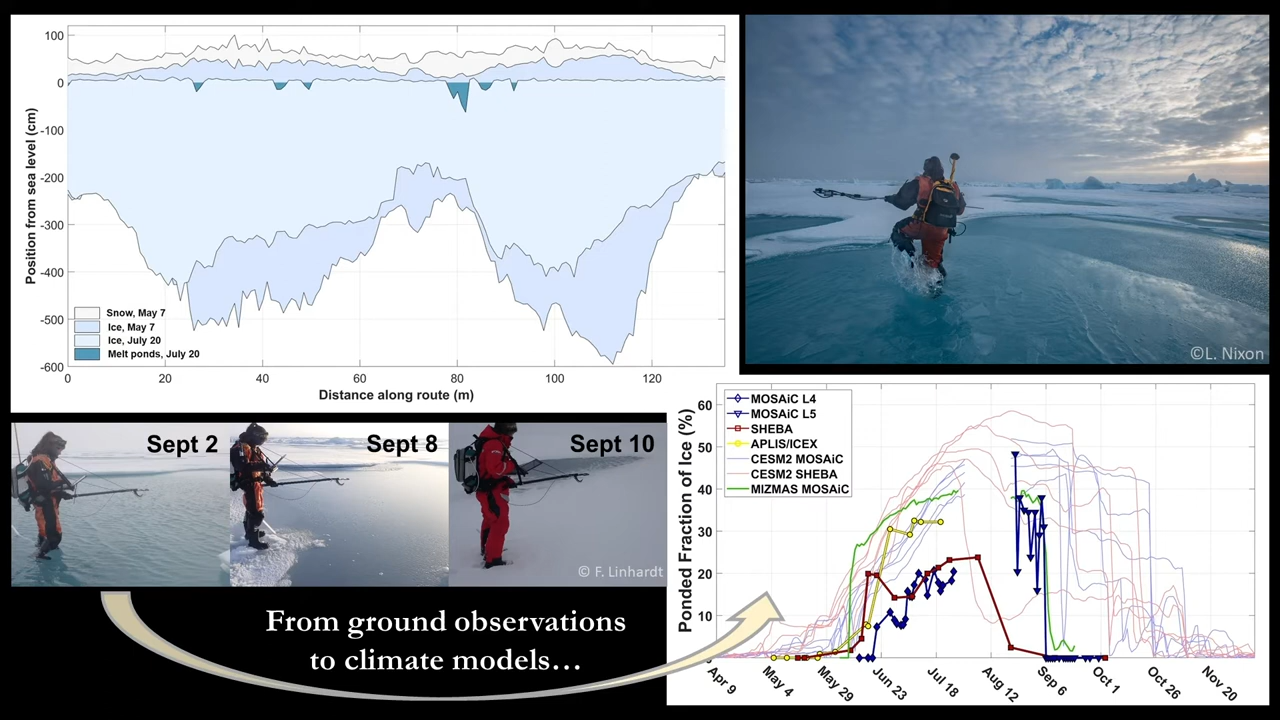 100
0
-100
-200
-300
-400
-500
-600
Position from sea level (cm)
Snow, May 7
Ice, May 7
Ice, July 20
Melt ponds, July 20
0 20 40 60 80 100 120
Distance along route (m)
©L. Nixon
Sept 2
Sept 8
Sept 10
© F. Linhardt
From ground observations
to climate models…
Ponded Fraction of Ice (%)
60
50
40
30
20
10
MOSAiC L4
MOSAiC L5
SHEBA
APLIS/ICEX
CESM2 MOSAiC
CESM2 SHEBA
MIZMAS MOSAiC
Apr 9 May 4 May 29 Jun 23 Jul 18 Aug 12 Sep 6 Oct 1 Oct 26 Nov 20